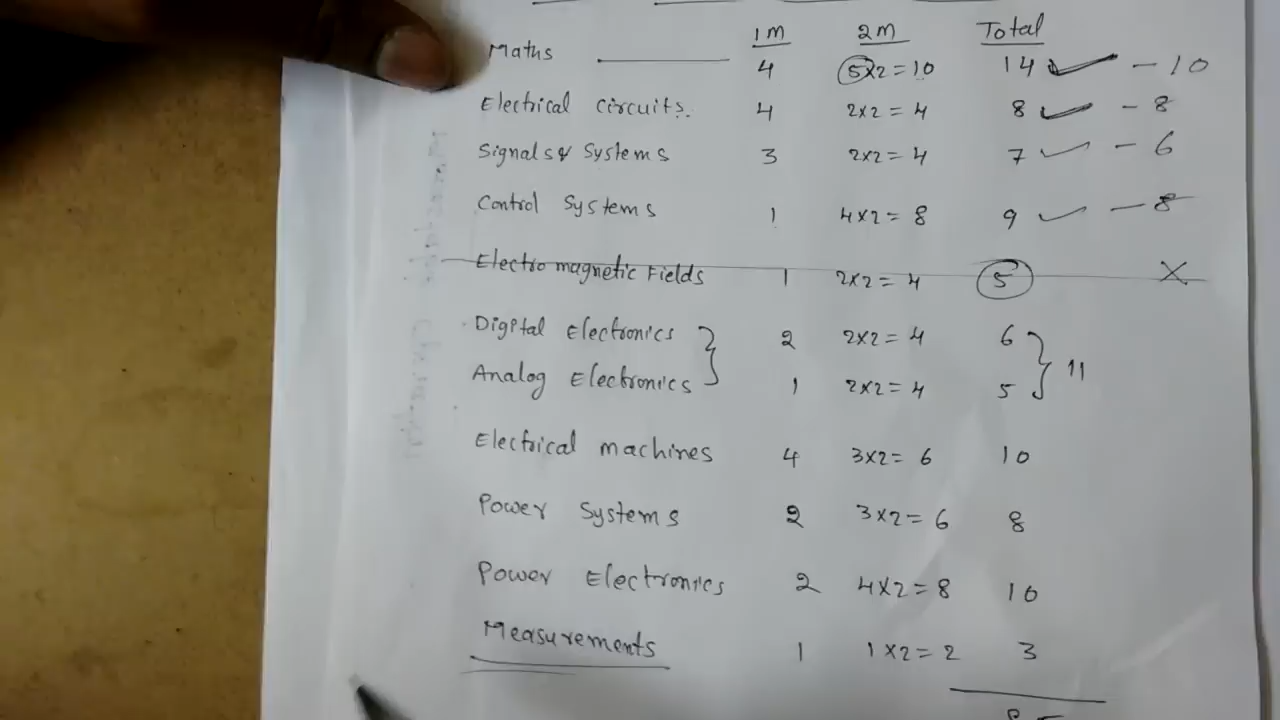 1M 2M Total
Maths 4 5x2=10 14 - 10
Electrical Circuits. 4 2x2=4 8 - 8
Signals & Systems 3 2x2=4 7 - 6
Control Systems 1 4x2=8 9 - 8
Electro magnetic Fields 1 2x2=4 5 X
Digital Electronics 2 2x2=4 6
11
Analog Electronics 1 2x2=4 5
Electrical machines 4 3x2=6 10
Power Systems 2 3x2=6 8
Power Electronics 2 4x2=8 10
Measurements 1 1x2=2 3